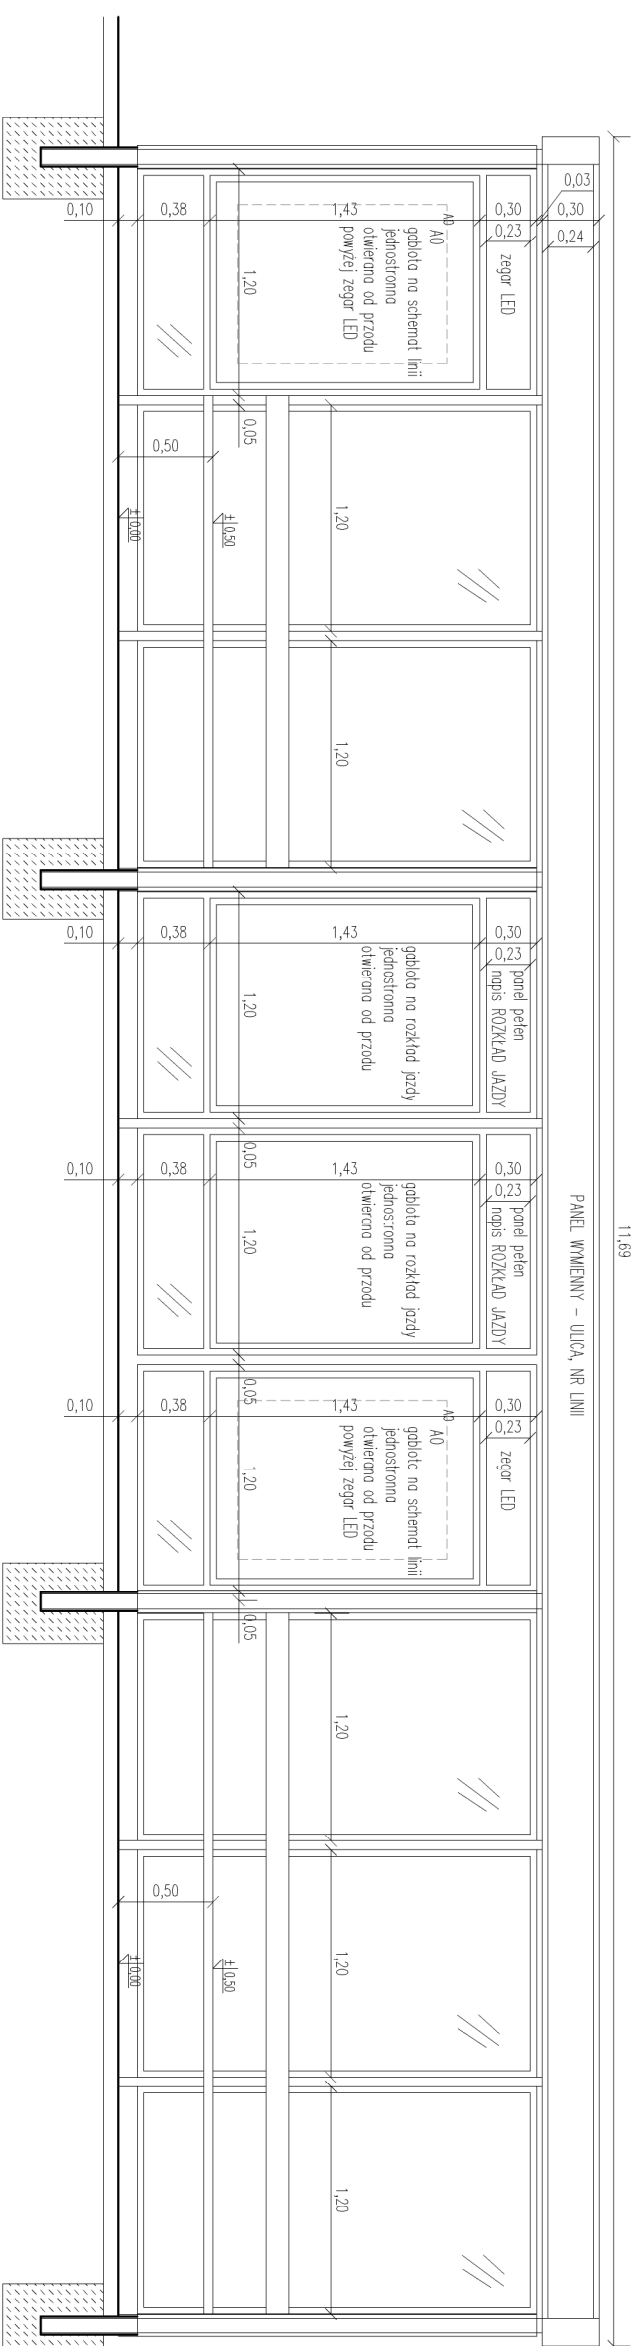 11,69
PANEL WYMIENNY – ULICA, NR LINII
0,03
0,30
0,24
0,10
0,38
1,43
0,30
0,23
zegar LED
A0
A0
gablota na schemat linii
jednostronna
otwierana od przodu
powyżej zegar LED
1,20
0,05
0,50
±0,00
±0,50
1,20
1,20
0,10
0,38
1,43
0,30
0,23
panel pełen
napis ROZKŁAD JAZDY
gablota na rozkład jazdy
jednostronna
otwierana od przodu
1,20
0,05
0,10
0,38
1,43
0,30
0,23
panel pełen
napis ROZKŁAD JAZDY
gablota na rozkład jazdy
jednostronna
otwierana od przodu
1,20
0,05
0,10
0,38
1,43
0,30
0,23
zegar LED
A0
A0
gablota na schemat linii
jednostronna
otwierana od przodu
powyżej zegar LED
1,20
0,05
1,20
0,50
±0,00
±0,50
1,20
1,20